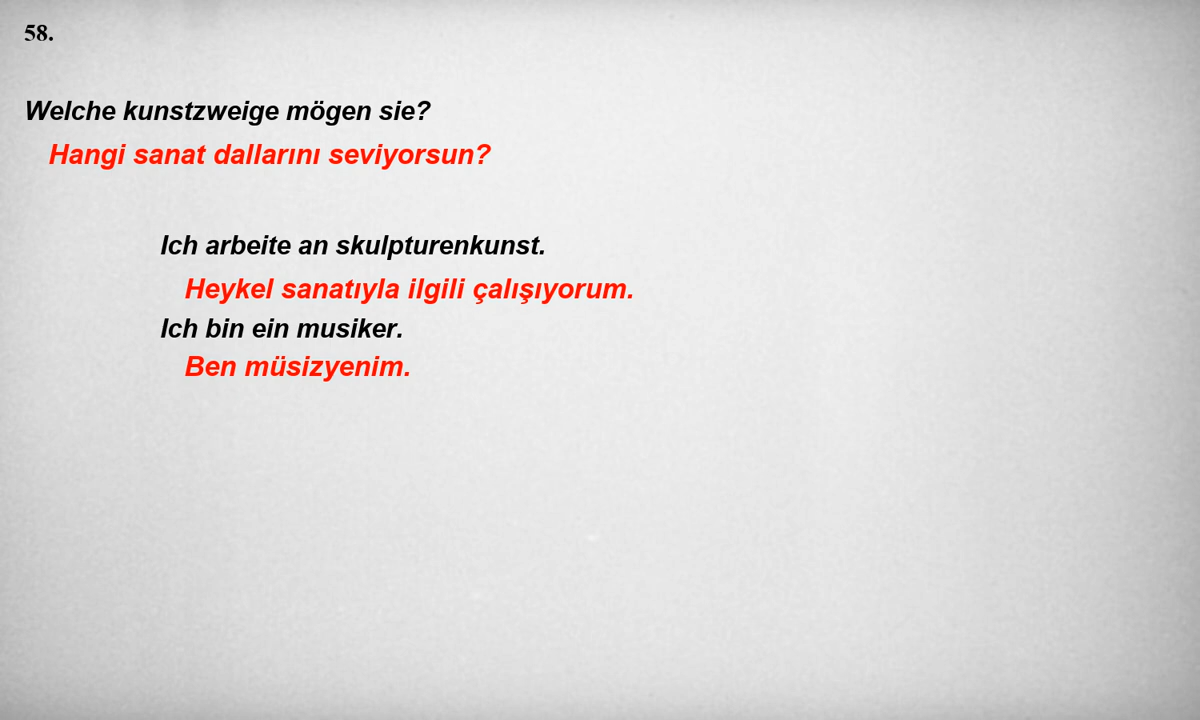 58.
Welche kunstzweige mögen sie?
Hangi sanat dallarını seviyorsun?
Ich arbeite an skulpturenkunst.
Heykel sanatıyla ilgili çalışıyorum.
Ich bin ein musiker.
Ben müsizyenim.